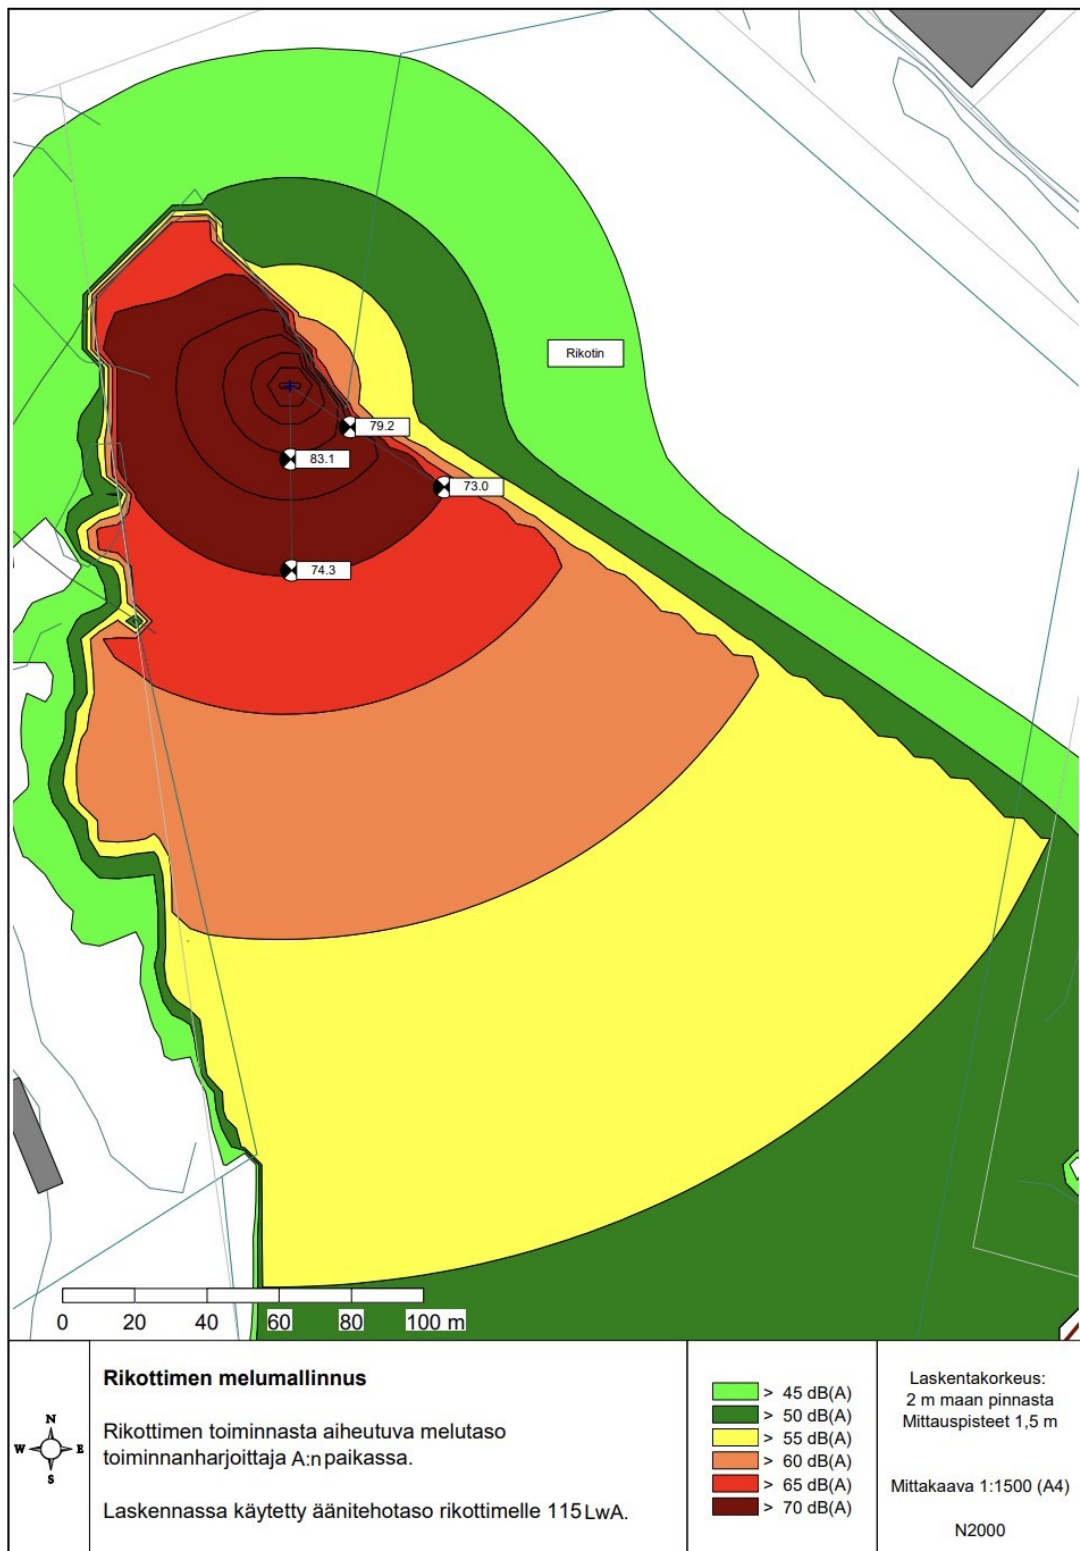 Rikotin
79.2
83.1
73.0
74.3
0 20 40 60 80 100 m
Rikottimen melumallinnus
Rikottimen toiminnasta aiheutuva melutaso
toiminnanharjoittaja A:n paikassa.
Laskennassa käytetty äänitehotaso rikottimelle 115 LwA.
N
W E
S
> 45 dB(A)
> 50 dB(A)
> 55 dB(A)
> 60 dB(A)
> 65 dB(A)
> 70 dB(A)
Laskentakorkeus:
2 m maan pinnasta
Mittauspisteet 1,5 m
Mittakaava 1:1500 (A4)
N2000